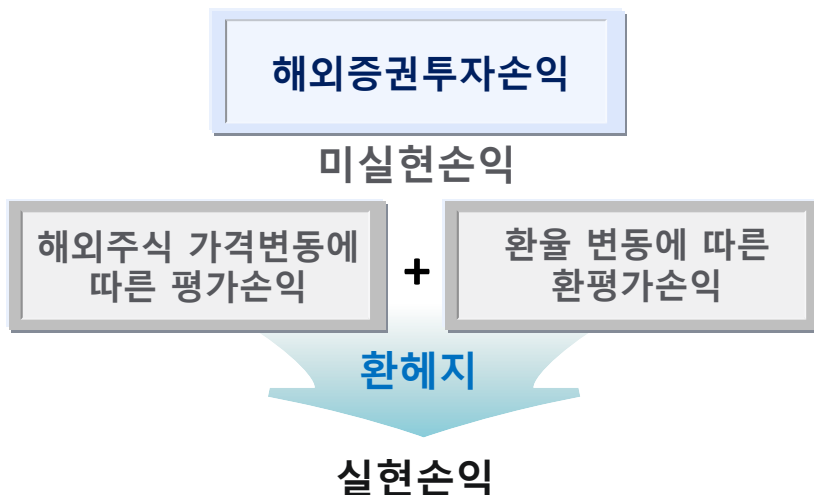 해외증권투자손익
미실현손익
해외주식 가격변동에
따른 평가손익
+
환율 변동에 따른
환평가손익
환헤지
실현손익